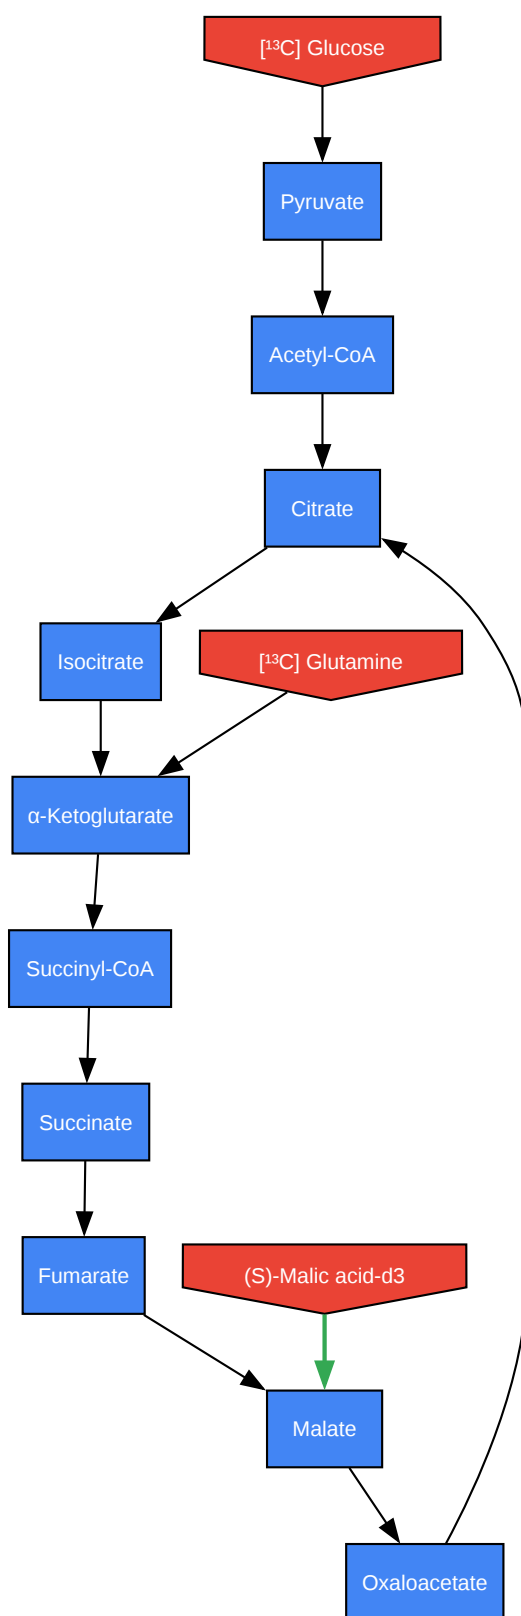 [¹³C] Glucose
Pyruvate
Acetyl-CoA
Citrate
Isocitrate
[¹³C] Glutamine
α-Ketoglutarate
Succinyl-CoA
Succinate
Fumarate
(S)-Malic acid-d3
Malate
Oxaloacetate